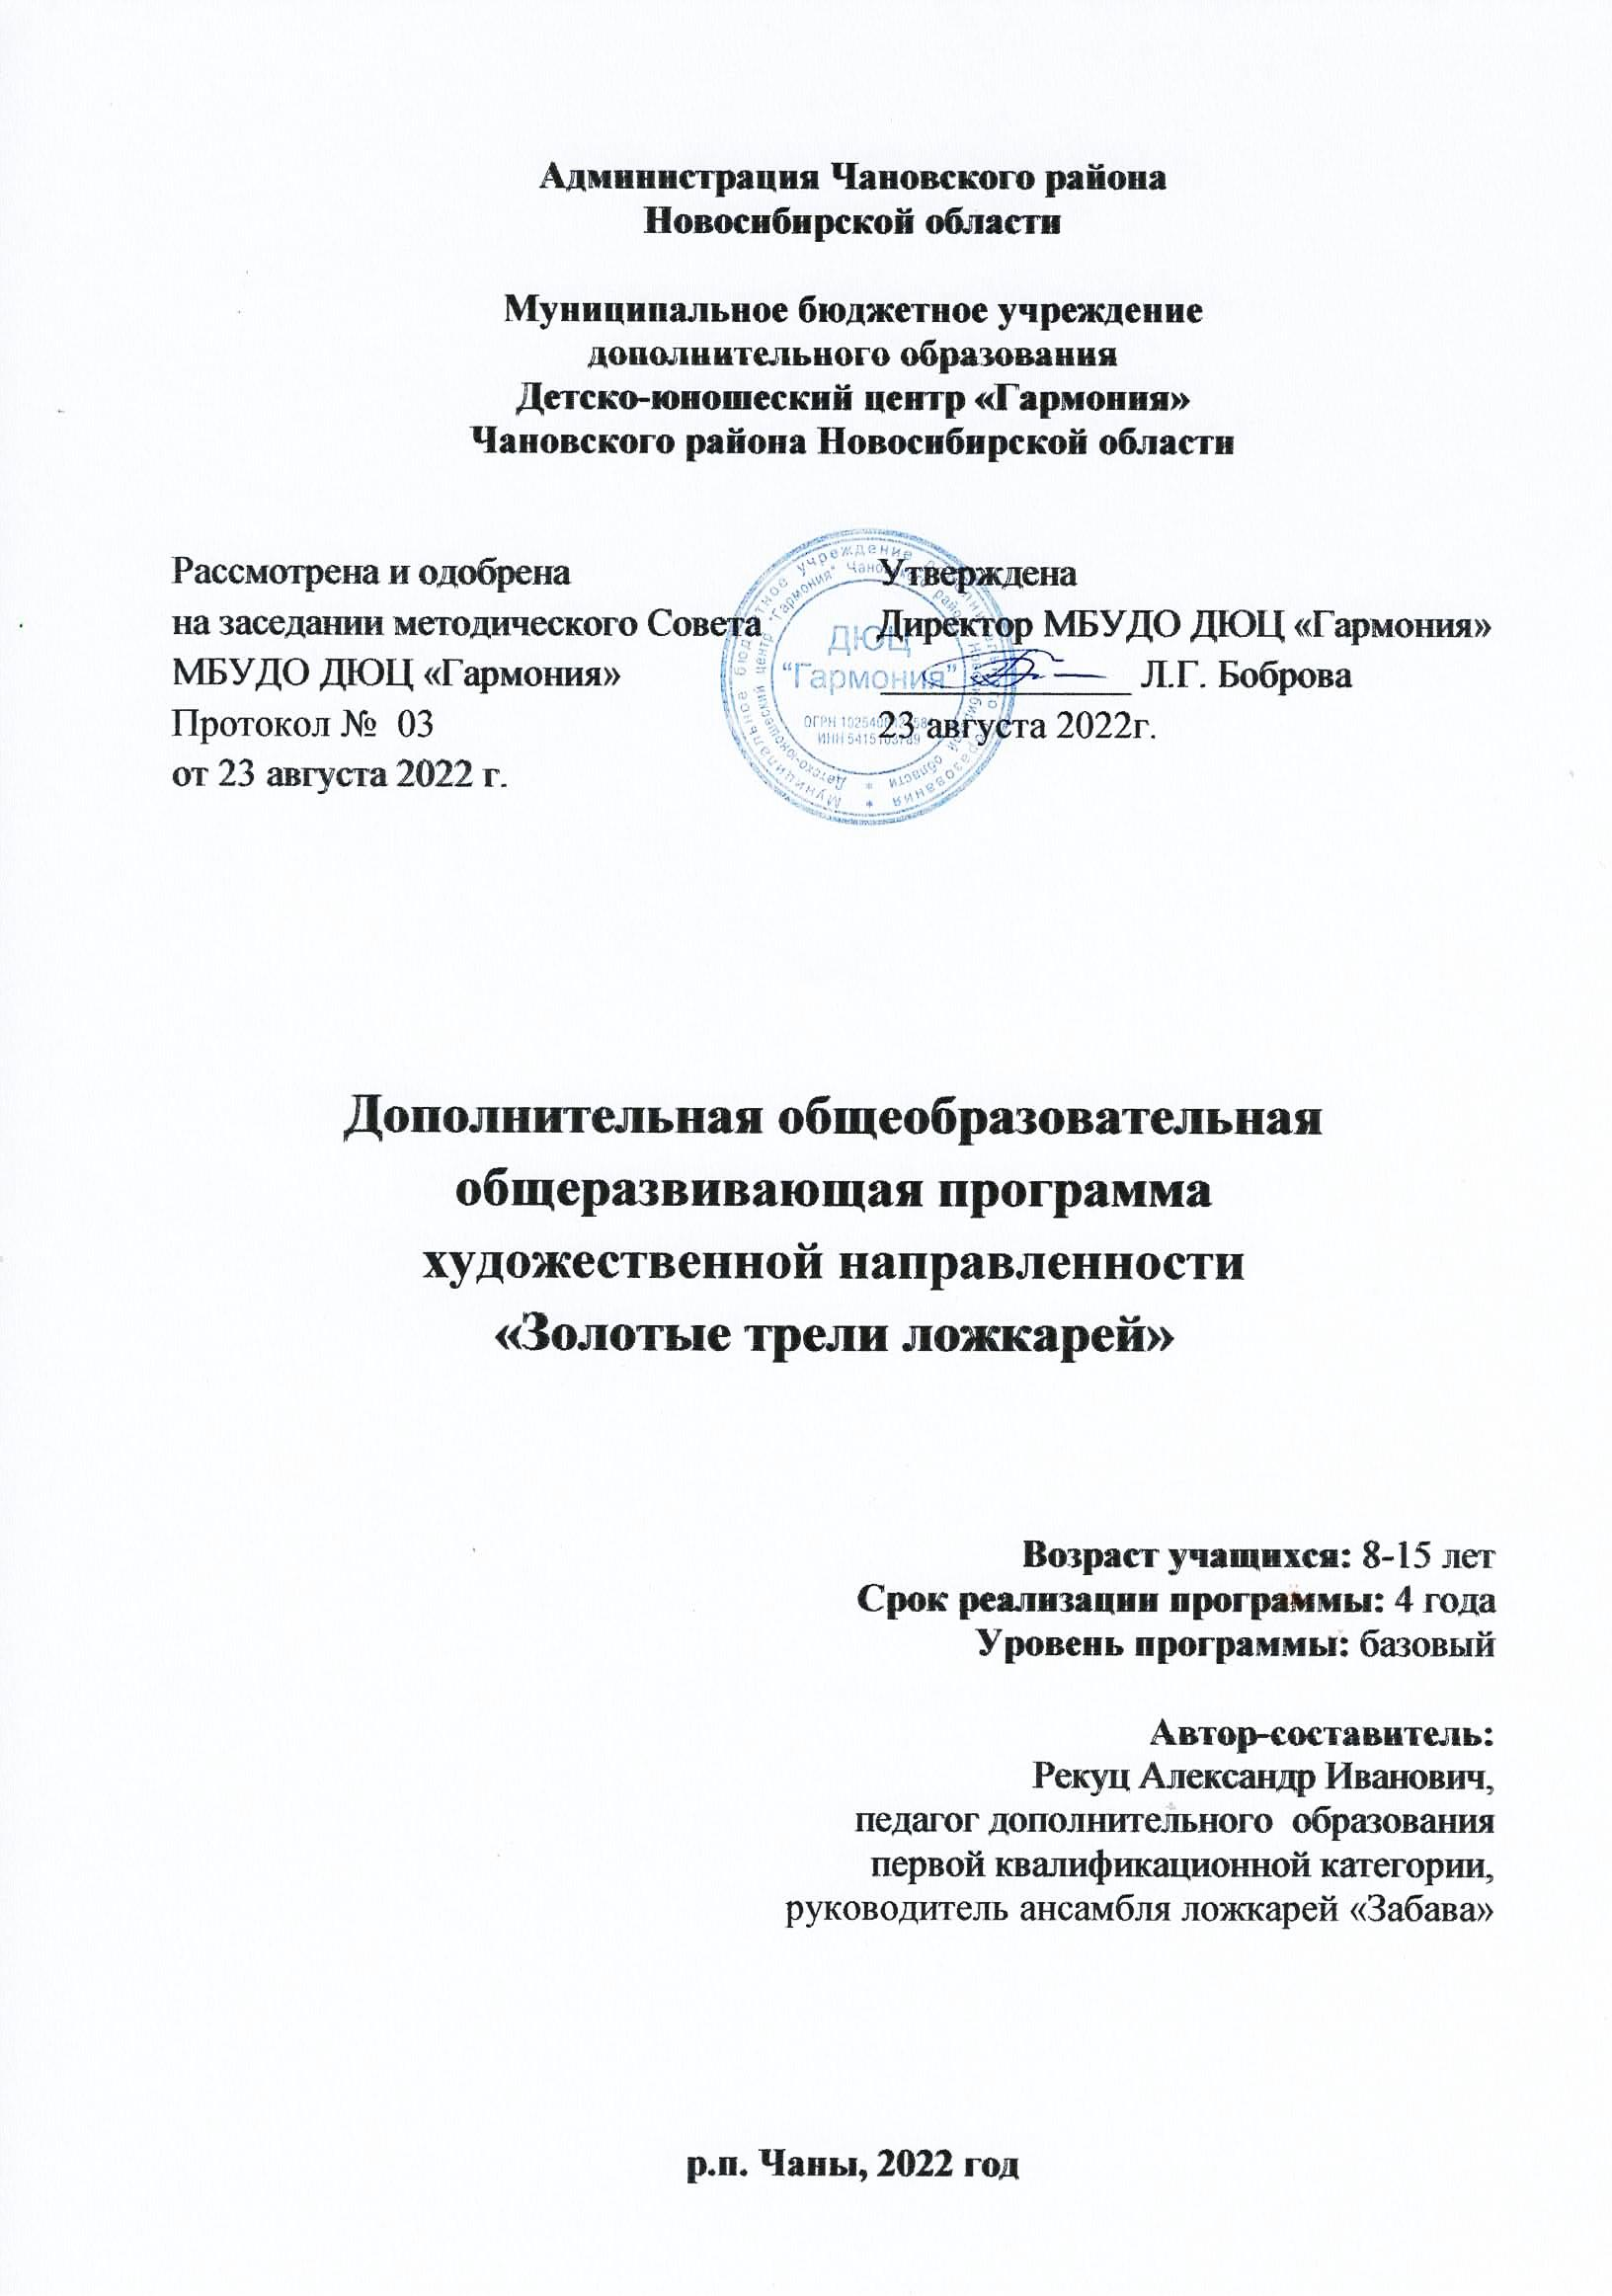 Администрация Чановского района
Новосибирской области
Муниципальное бюджетное учреждение
дополнительного образования
Детско-юношеский центр «Гармония»
Чановского района Новосибирской области
Рассмотрена и одобрена
на заседании методического Совета
МБУДО ДЮЦ «Гармония»
Протокол № 03
от 23 августа 2022 г.
Утверждена
Директор МБУДО ДЮЦ «Гармония»
Л.Г. Боброва
23 августа 2022г.
ДЮЦ
"Гармония"
ОГРН
ИНН
Дополнительная общеобразовательная
общеразвивающая программа
художественной направленности
«Золотые трели ложкарей»
Возраст учащихся: 8-15 лет
Срок реализации программы: 4 года
Уровень программы: базовый
Автор-составитель:
Рекуц Александр Иванович,
педагог дополнительного образования
первой квалификационной категории,
руководитель ансамбля ложкарей «Забава»
р.п. Чаны, 2022 год